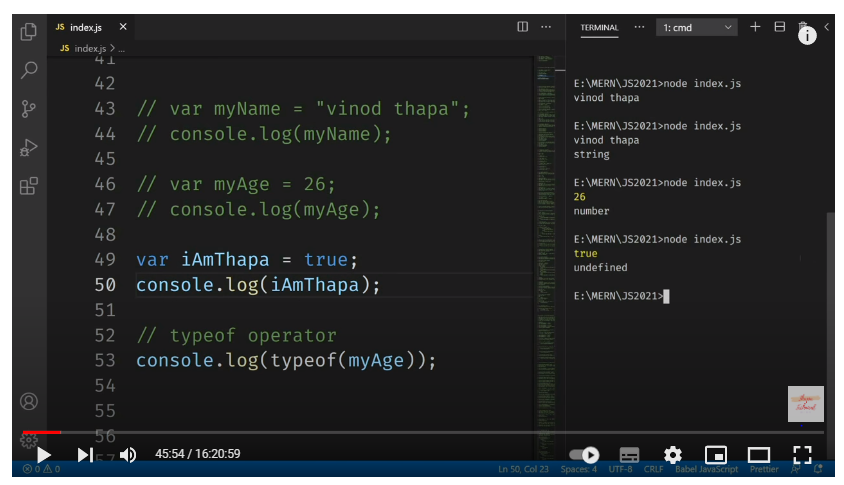 JS index.js ×
TERMINAL ··· 1: cmd
JS index.js > ...
41
42
43 // var myName = "vinod thapa";
44 // console.log(myName);
45
46 // var myAge = 26;
47 // console.log(myAge);
48
49 var iAmThapa = true;
50 console.log(iAmThapa);
51
52 // typeof operator
53 console.log(typeof(myAge));
54
55
56
57
E:\MERN\JS2021>node index.js
vinod thapa
E:\MERN\JS2021>node index.js
vinod thapa
string
E:\MERN\JS2021>node index.js
26
number
E:\MERN\JS2021>node index.js
true
undefined
E:\MERN\JS2021>
45:54 / 16:20:59
0 0
Ln 50, Col 23 Spaces: 4 UTF-8 CRLF Babel JavaScript Prettier